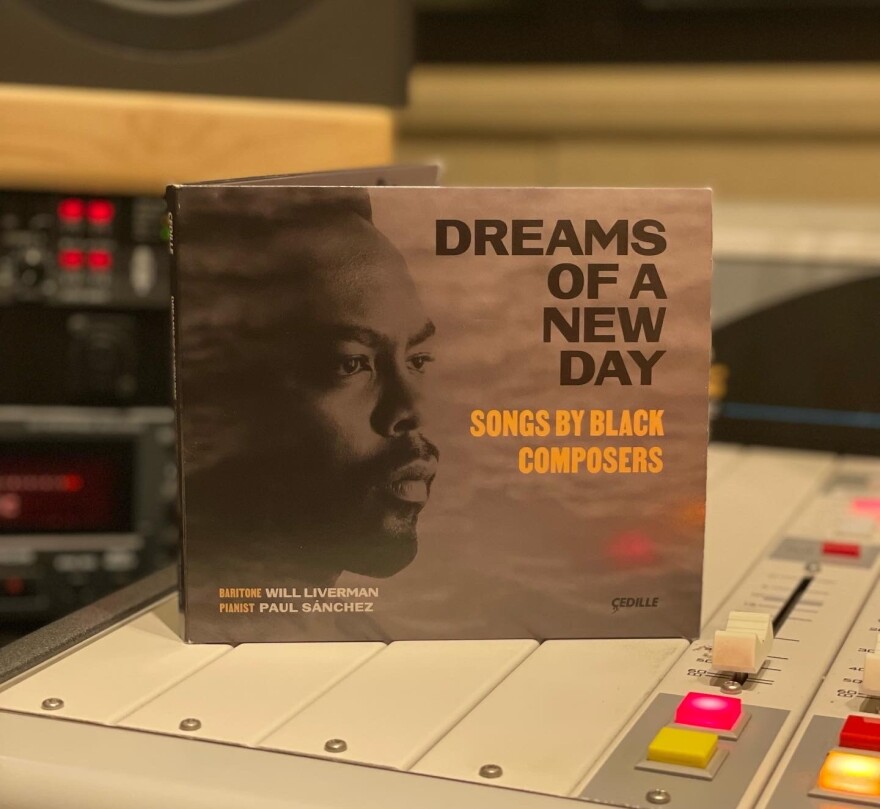 DREAMS
OF A
NEW
DAY
SONGS BY BLACK
COMPOSERS
BARITONE WILL LIVERMAN
PIANIST PAUL SÁNCHEZ
ÇEDILLE